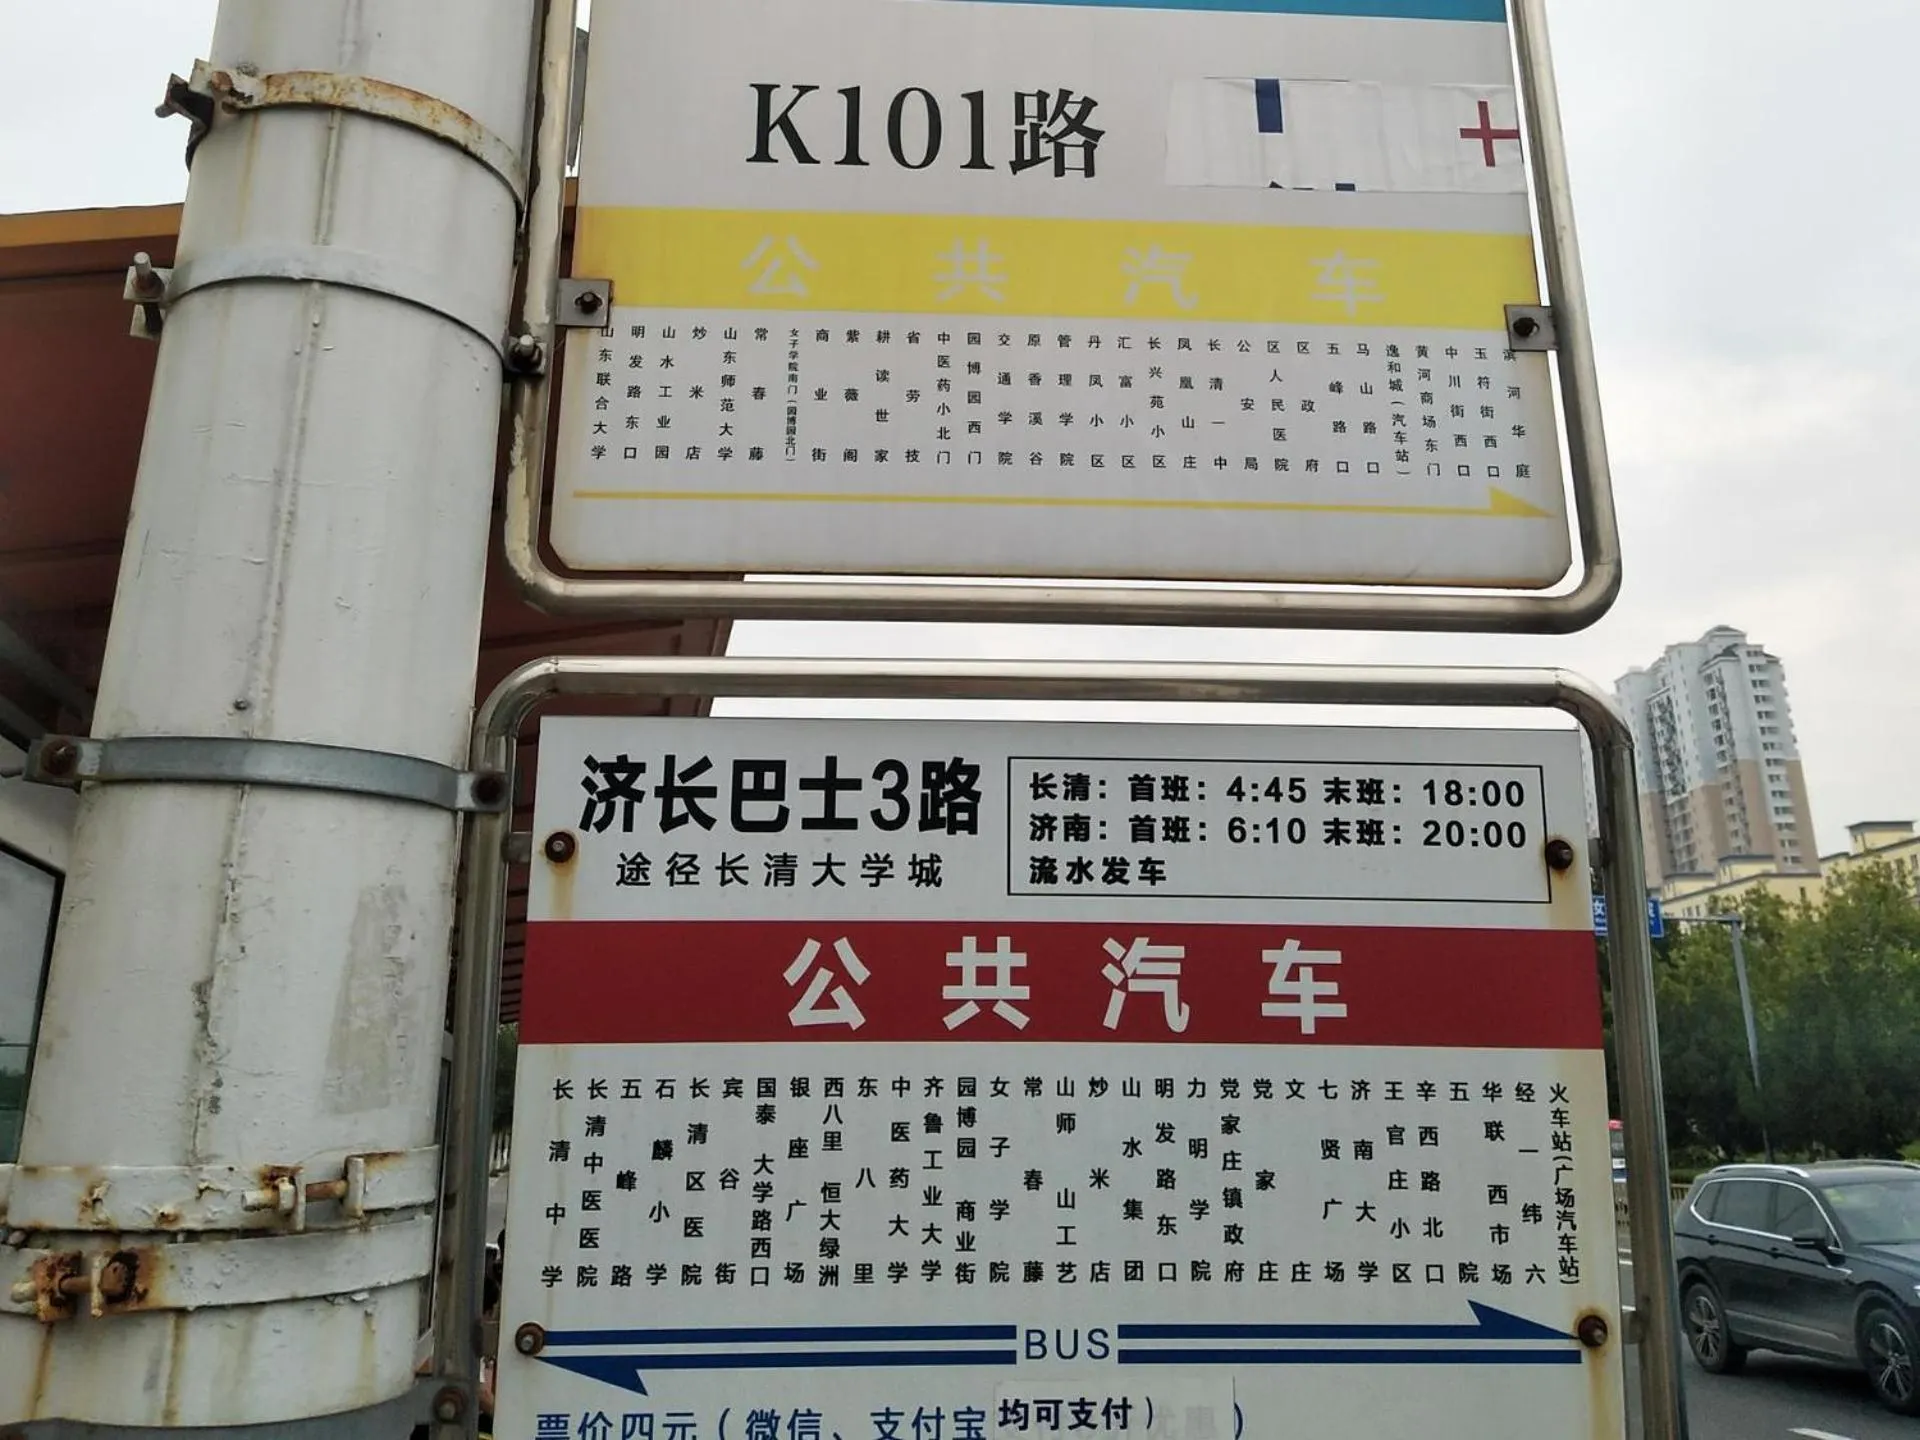 K101路
公共汽车
山东联合大学
明发路东口
山水工业园
炒米店
山东师范大学
常春藤
女子学院南门(园博园北门)
商业街
紫薇阁
耕读世家
省劳技
中医药小北门
园博园西门
交通学院
原香溪谷
管理学院
丹凤小区
汇富小区
长兴苑小区
凤凰山庄
长清一中
公安局
区人民医院
区政府
五峰路口
马山路口
逸和城(汽车站)
黄河商场东门
中川街西口
玉符街西口
滨河华庭
济长巴士3路
途径长清大学城
长清:首班:4:45 末班:18:00
济南:首班:6:10 末班:20:00
流水发车
公共汽车
长清中学
长清中医医院
五峰路
石麟小学
长清区医院
宾谷街
国泰大学路西口
银座广场
西八里恒大绿洲
东八里
中医药大学
齐鲁工业大学
园博园商业街
女子学院
常春藤
山师山工艺
炒米店
山水集团
明发路东口
力明学院
党家庄镇政府
党家庄
文庄
七贤广场
济南大学
王官庄小区
辛西路北口
五院
华联西市场
经一纬六
火车站(广场汽车站)
BUS
票价四元(微信、支付宝均可支付)